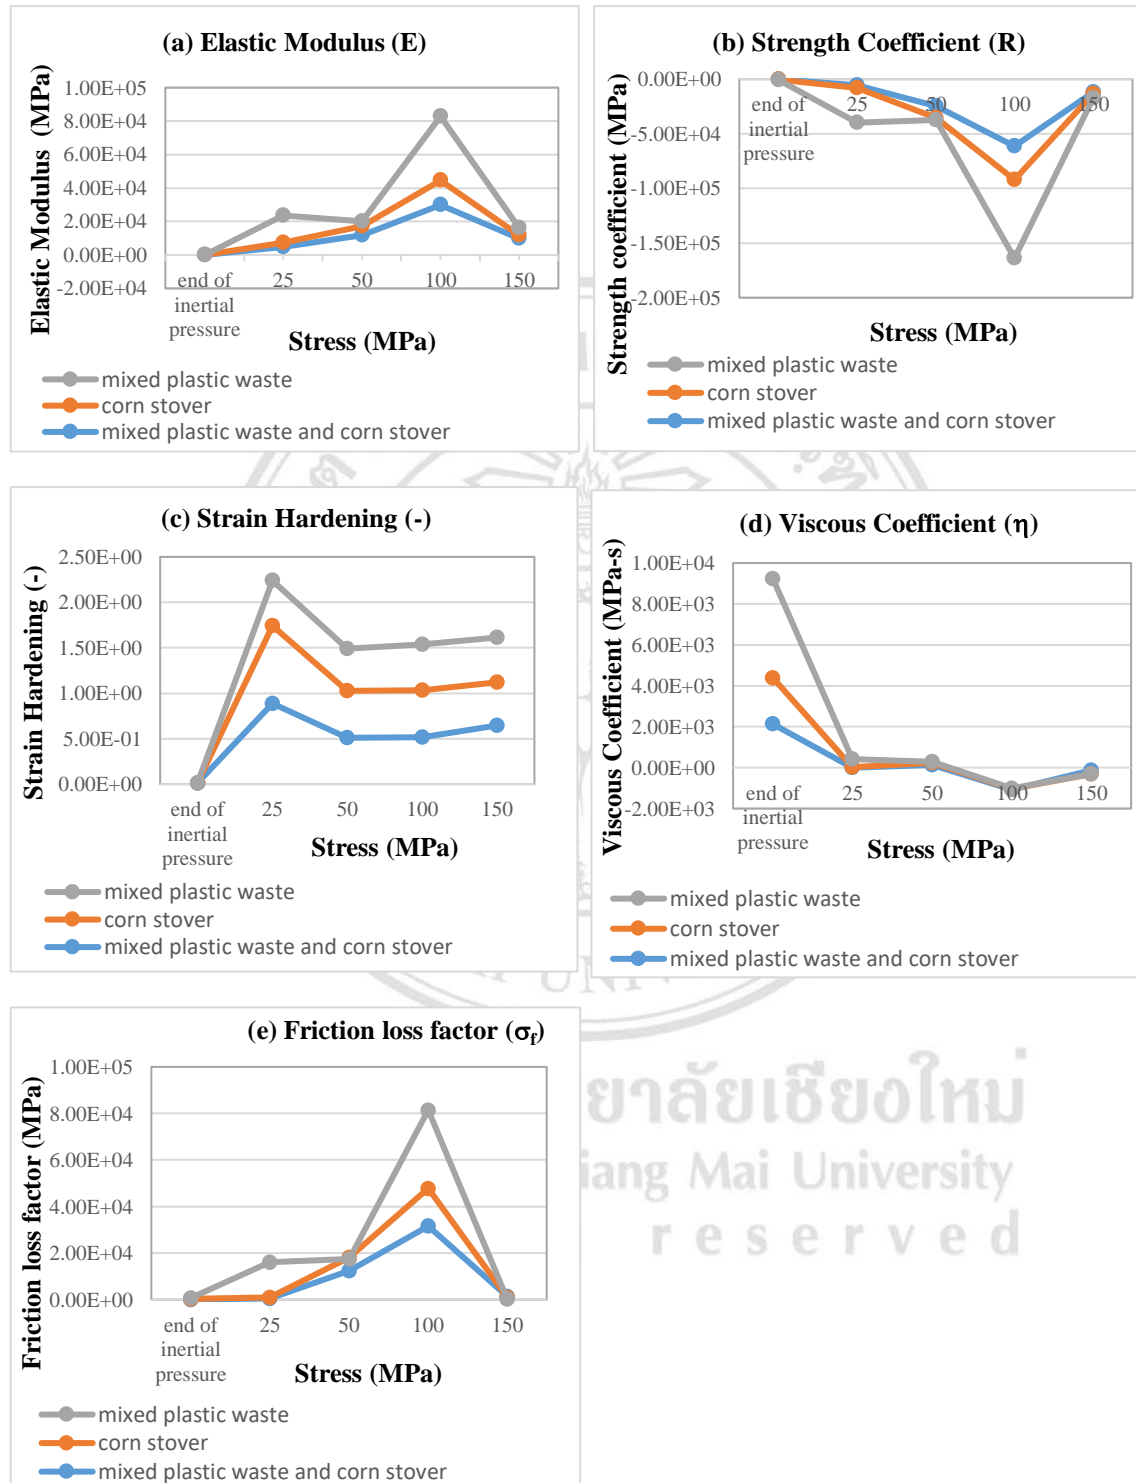 (a) Elastic Modulus (E)
Elastic Modulus (MPa)
1.00E+05
8.00E+04
6.00E+04
4.00E+04
2.00E+04
0.00E+00
-2.00E+04
end of
inertial
pressure
25
50
100
150
Stress (MPa)
mixed plastic waste
corn stover
mixed plastic waste and corn stover
(b) Strength Coefficient (R)
Strength coefficient (MPa)
0.00E+00
-5.00E+04
-1.00E+05
-1.50E+05
-2.00E+05
end of
inertial
pressure
25
50
100
150
Stress (MPa)
mixed plastic waste
corn stover
mixed plastic waste and corn stover
(c) Strain Hardening (-)
Strain Hardening (-)
2.50E+00
2.00E+00
1.50E+00
1.00E+00
5.00E-01
0.00E+00
end of
inertial
pressure
25
50
100
150
Stress (MPa)
mixed plastic waste
corn stover
mixed plastic waste and corn stover
(d) Viscous Coefficient (η)
Viscous Coefficient (MPa-s)
1.00E+04
8.00E+03
6.00E+03
4.00E+03
2.00E+03
0.00E+00
-2.00E+03
end of
inertial
pressure
25
50
100
150
Stress (MPa)
mixed plastic waste
corn stover
mixed plastic waste and corn stover
(e) Friction loss factor (σf)
Friction loss factor (MPa)
1.00E+05
8.00E+04
6.00E+04
4.00E+04
2.00E+04
0.00E+00
end of
inertial
pressure
25
50
100
150
Stress (MPa)
mixed plastic waste
corn stover
mixed plastic waste and corn stover
ยาลัยเชียงใหม่
iang Mai University
reserved